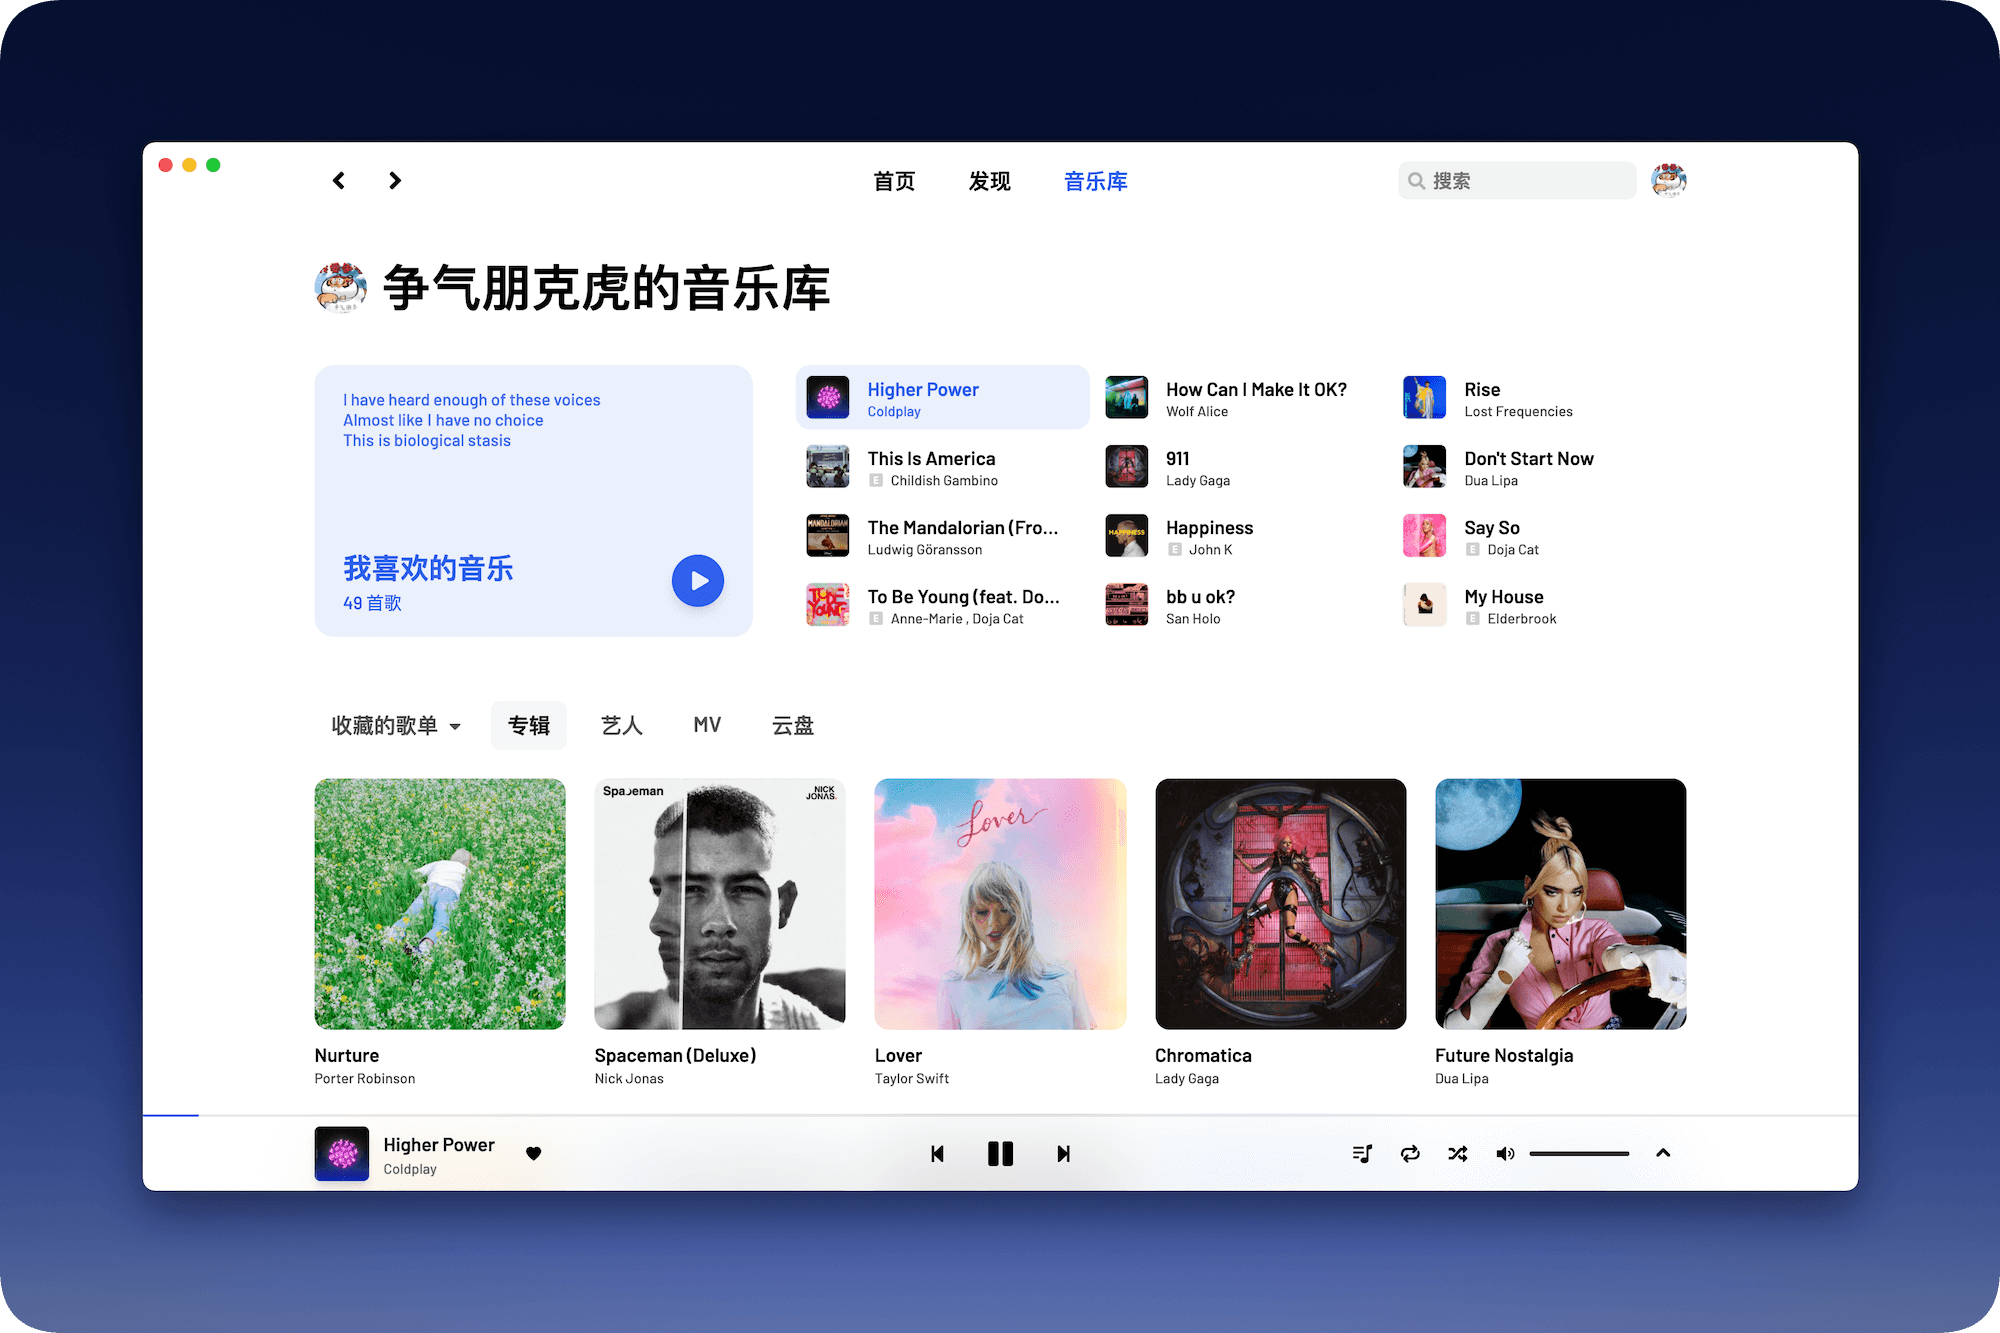 首页 发现 音乐库 搜索
争气朋克虎的音乐库
I have heard enough of these voices
Almost like I have no choice
This is biological stasis
我喜欢的音乐
49 首歌
Higher Power
Coldplay
How Can I Make It OK?
Wolf Alice
Rise
Lost Frequencies
This Is America
E Childish Gambino
911
Lady Gaga
Don't Start Now
Dua Lipa
MANDALORIAN
The Mandalorian (Fro...
Ludwig Göransson
HAPPINESS
Happiness
E John K
Say So
E Doja Cat
To Be Young (feat. Do...
E Anne-Marie , Doja Cat
bb u ok?
San Holo
My House
E Elderbrook
收藏的歌单 专辑 艺人 MV 云盘
Spaceman
NICK
JONAS.
Lover
Nurture
Porter Robinson
Spaceman (Deluxe)
Nick Jonas
Lover
Taylor Swift
Chromatica
Lady Gaga
Future Nostalgia
Dua Lipa
Higher Power
Coldplay